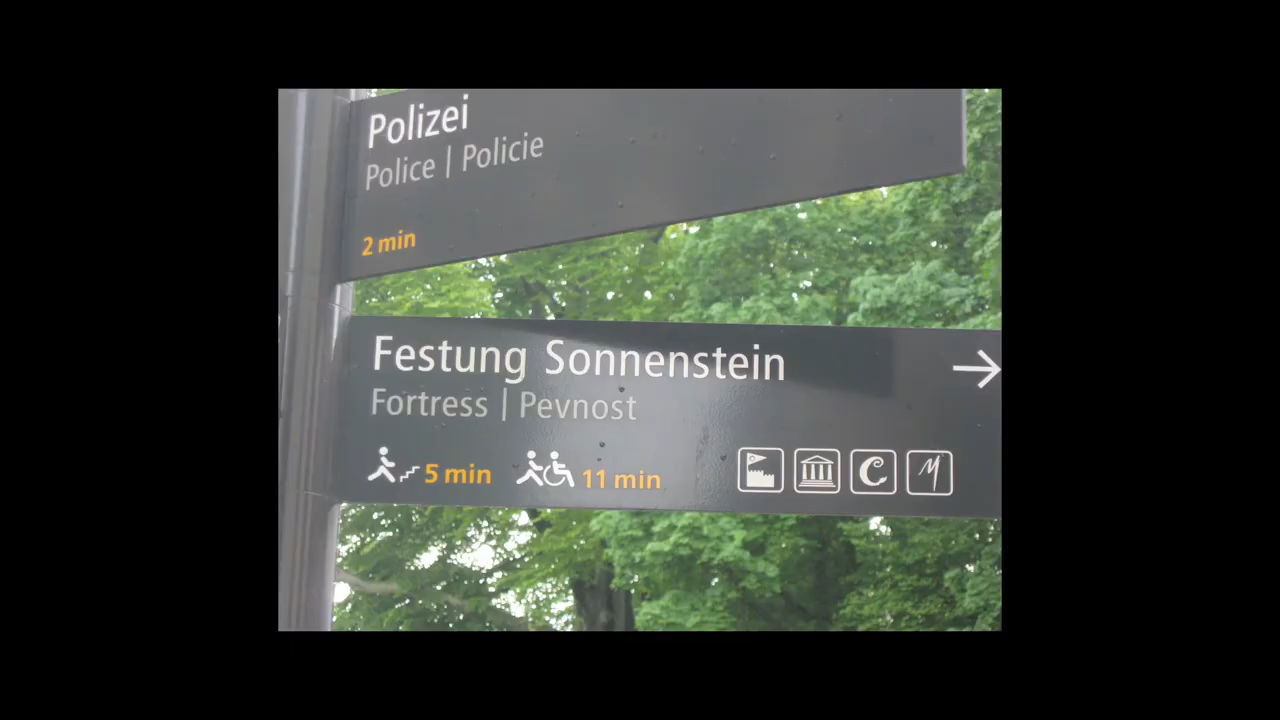 Polizei
Police | Policie
2 min
Festung Sonnenstein
Fortress | Pevnost
5 min 11 min